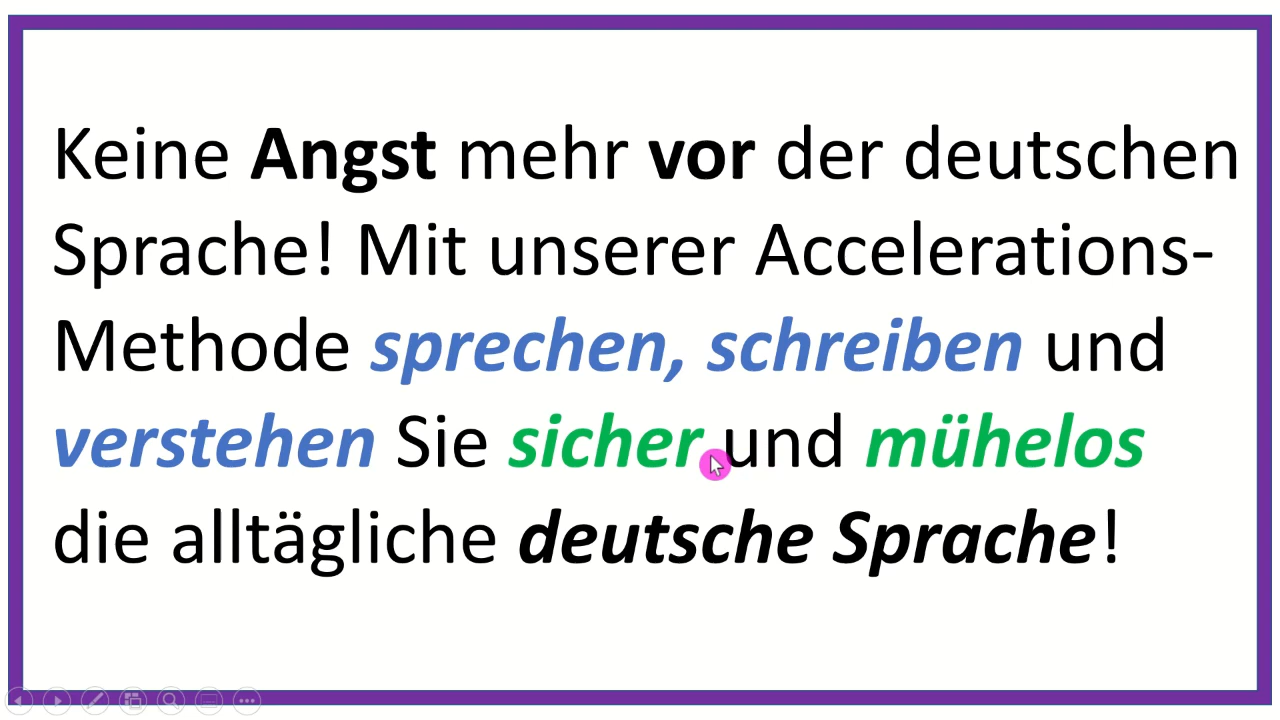 Keine Angst mehr vor der deutschen
Sprache! Mit unserer Accelerations-
Methode sprechen, schreiben und
verstehen Sie sicher und mühelos
die alltägliche deutsche Sprache!